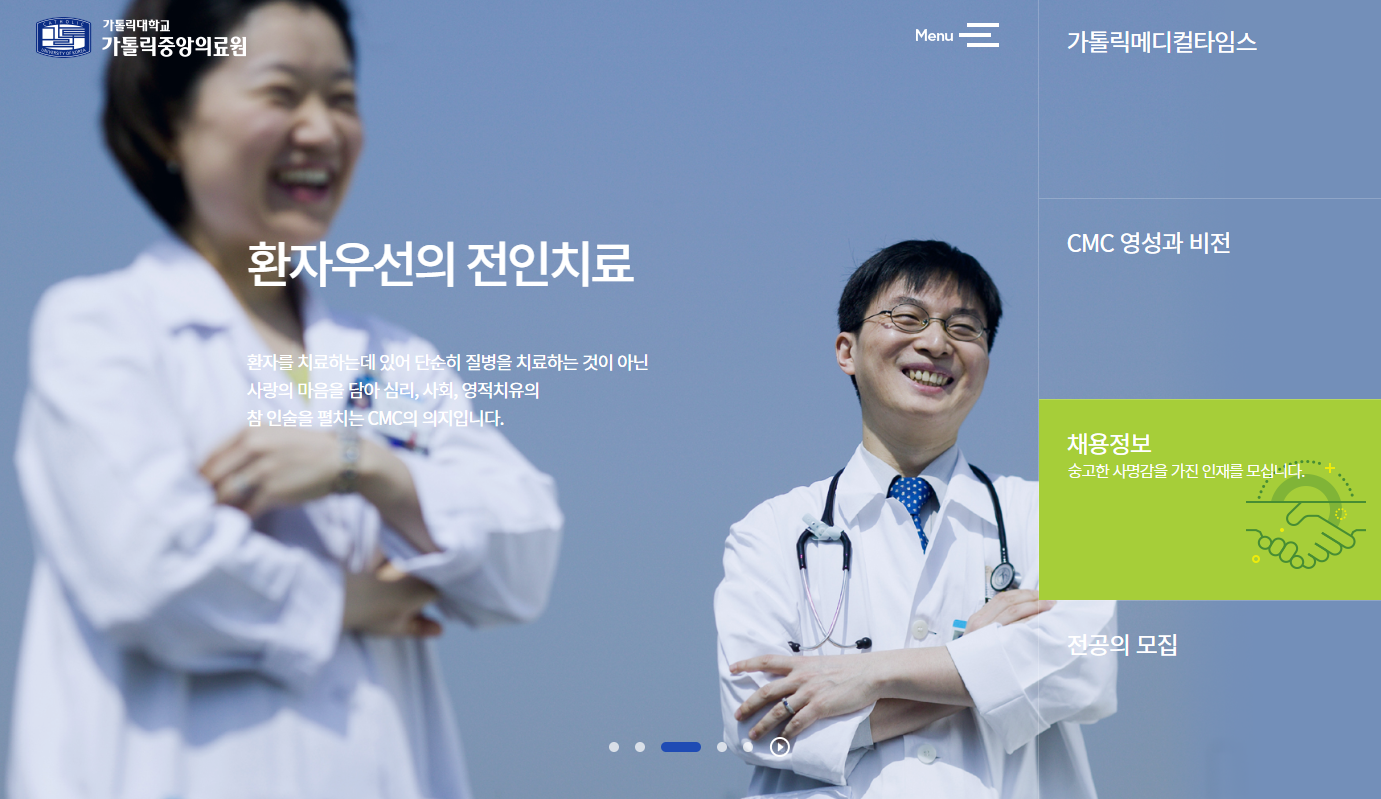 CATHOLIC
UNIVERSITY OF KOREA
가톨릭대학교
가톨릭중앙의료원
Menu
가톨릭메디컬타임스
CMC 영성과 비전
환자우선의 전인치료
환자를 치료하는데 있어 단순히 질병을 치료하는 것이 아닌
사랑의 마음을 담아 심리, 사회, 영적치유의
참 인술을 펼치는 CMC의 의지입니다.
채용정보
숭고한 사명감을 가진 인재를 모십니다.
전공의 모집